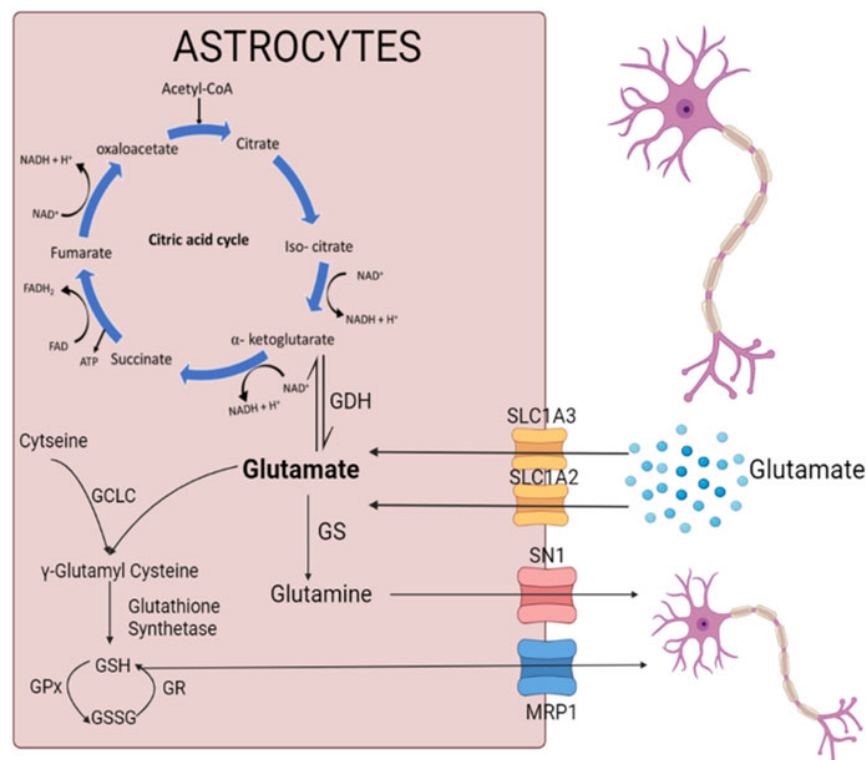 ASTROCYTES
Acetyl-CoA
oxaloacetate
Citrate
NADH + H⁺
NAD⁺
Citric acid cycle
Iso- citrate
Fumarate
NAD⁺
FADH₂
NADH + H⁺
α- ketoglutarate
FAD
ATP
Succinate
NAD⁺
NADH + H⁺
GDH
SLC1A3
Cytseine
Glutamate
Glutamate
SLC1A2
GCLC
GS
SN1
γ-Glutamyl Cysteine
Glutamine
Glutathione
Synthetase
GSH
GPx
GR
GSSG
MRP1